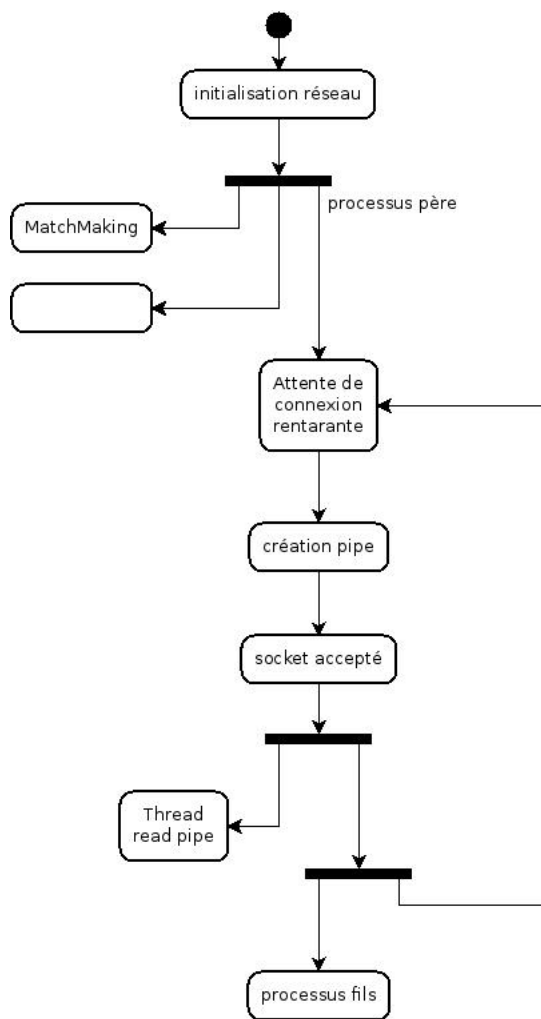 initialisation réseau
processus père
MatchMaking
Attente de
connexion
rentarante
création pipe
socket accepté
Thread
read pipe
processus fils